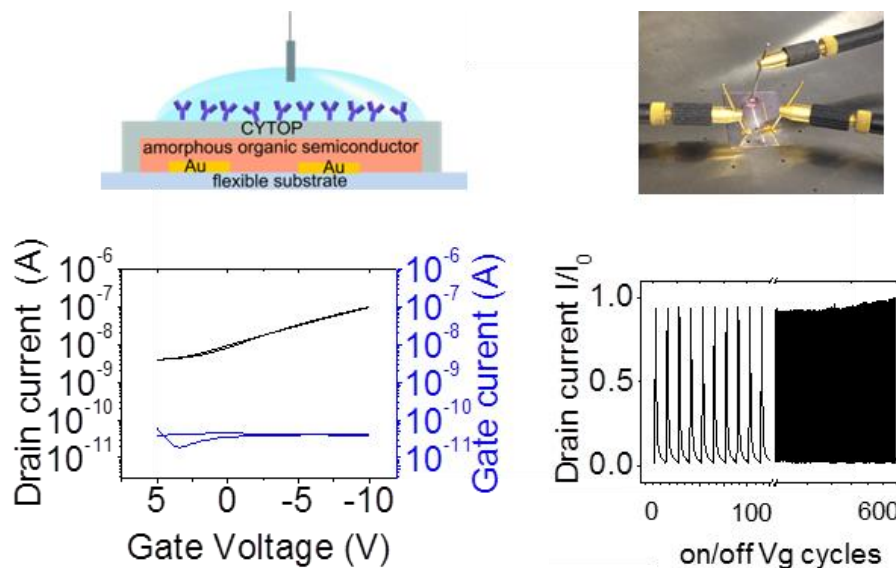 CYTOP
amorphous organic semiconductor
Au Au
flexible substrate
Drain current (A)
10-6
10-7
10-8
10-9
10-10
10-11
5 0 -5 -10
Gate Voltage (V)
10-6
10-7
10-8
10-9
10-10
10-11
Gate curent (A)
Drain current I/I0
1.0
0.5
0.0
0 100 600
on/off Vg cycles